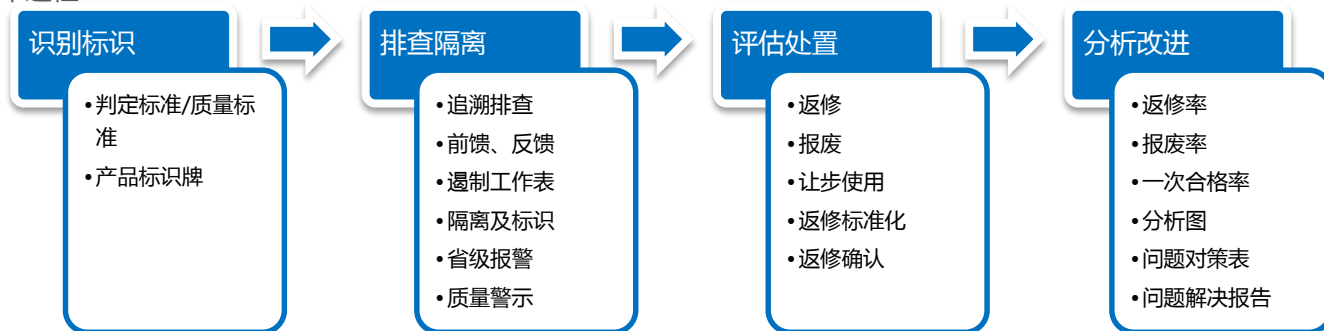 识别标识
•判定标准/质量标
准
•产品标识牌
排查隔离
•追溯排查
•前馈、反馈
•遏制工作表
•隔离及标识
•省级报警
•质量警示
评估处置
•返修
•报废
•让步使用
•返修标准化
•返修确认
分析改进
•返修率
•报废率
•一次合格率
•分析图
•问题对策表
•问题解决报告